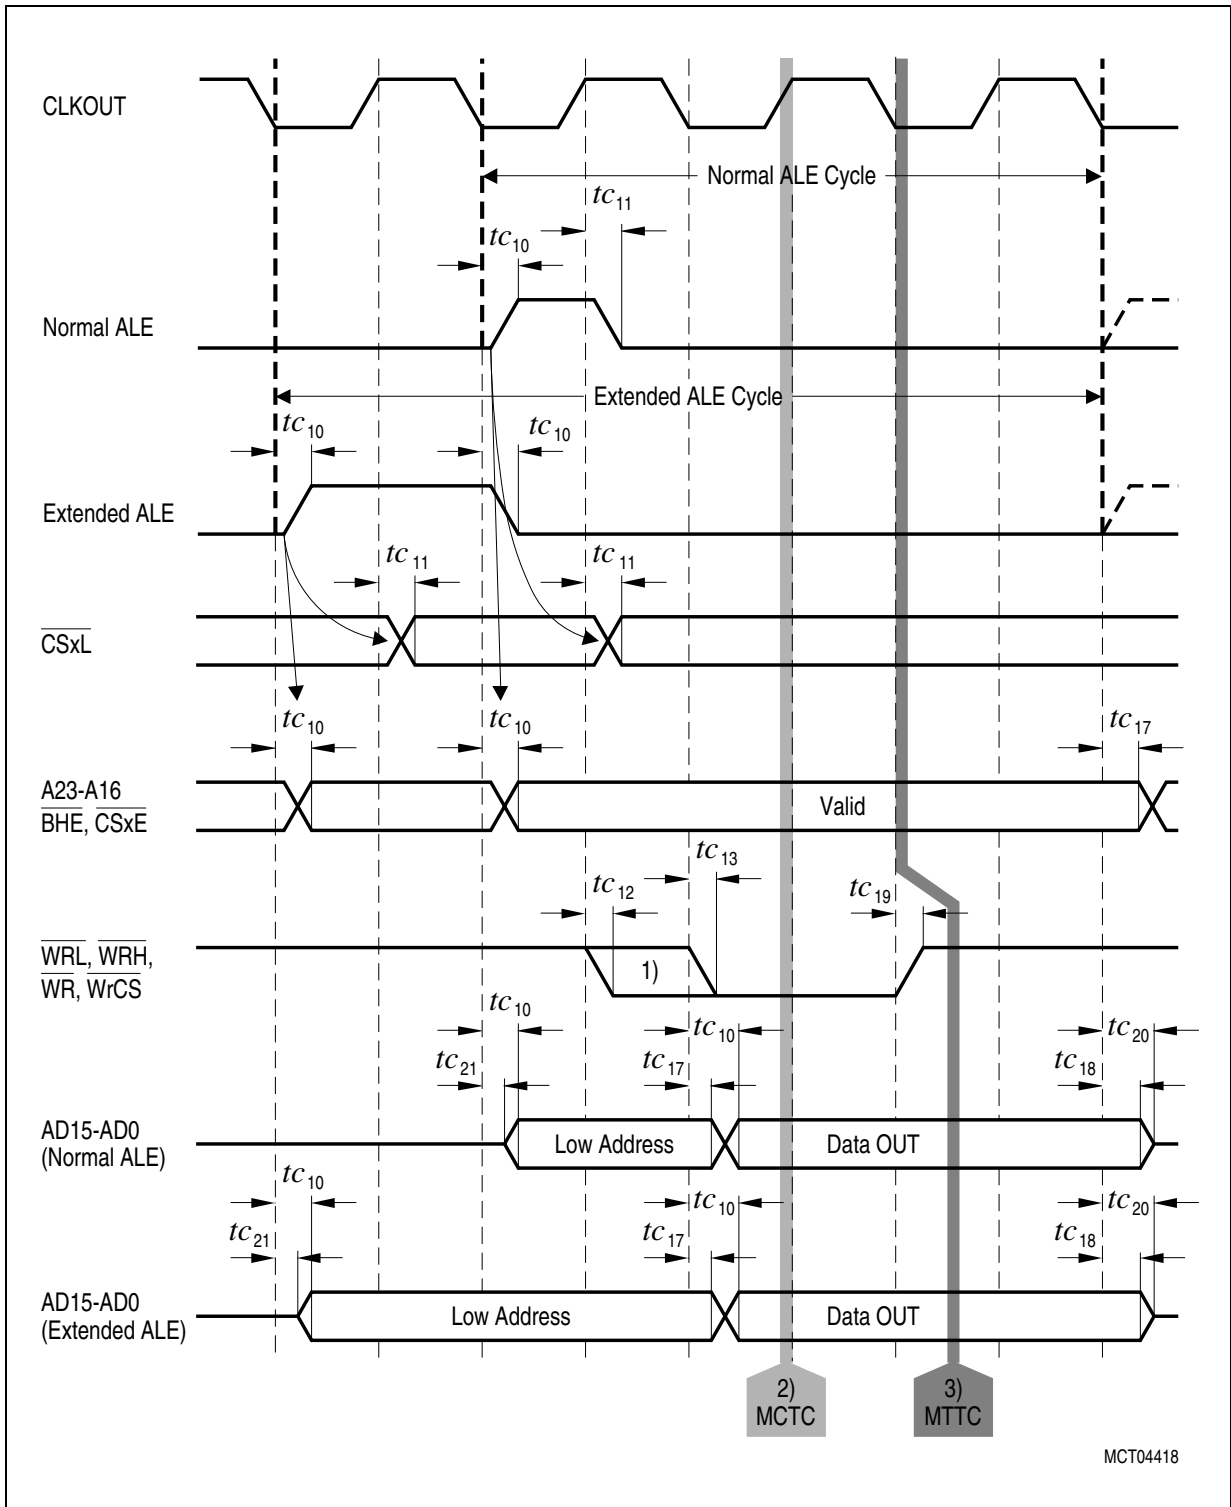 CLKOUT
Normal ALE Cycle
tc11
tc10
Normal ALE
Extended ALE Cycle
tc10
tc10
Extended ALE
tc11
tc11
CSxL
tc10
tc10
tc17
A23-A16
BHE, CSxE
Valid
tc13
tc12
tc19
WRL, WRH,
WR, WrCS
1)
tc10
tc10
tc20
tc21
tc17
tc18
AD15-AD0
(Normal ALE)
Low Address
Data OUT
tc10
tc10
tc20
tc21
tc17
tc18
AD15-AD0
(Extended ALE)
Low Address
Data OUT
2)
MCTC
3)
MTTC
MCT04418